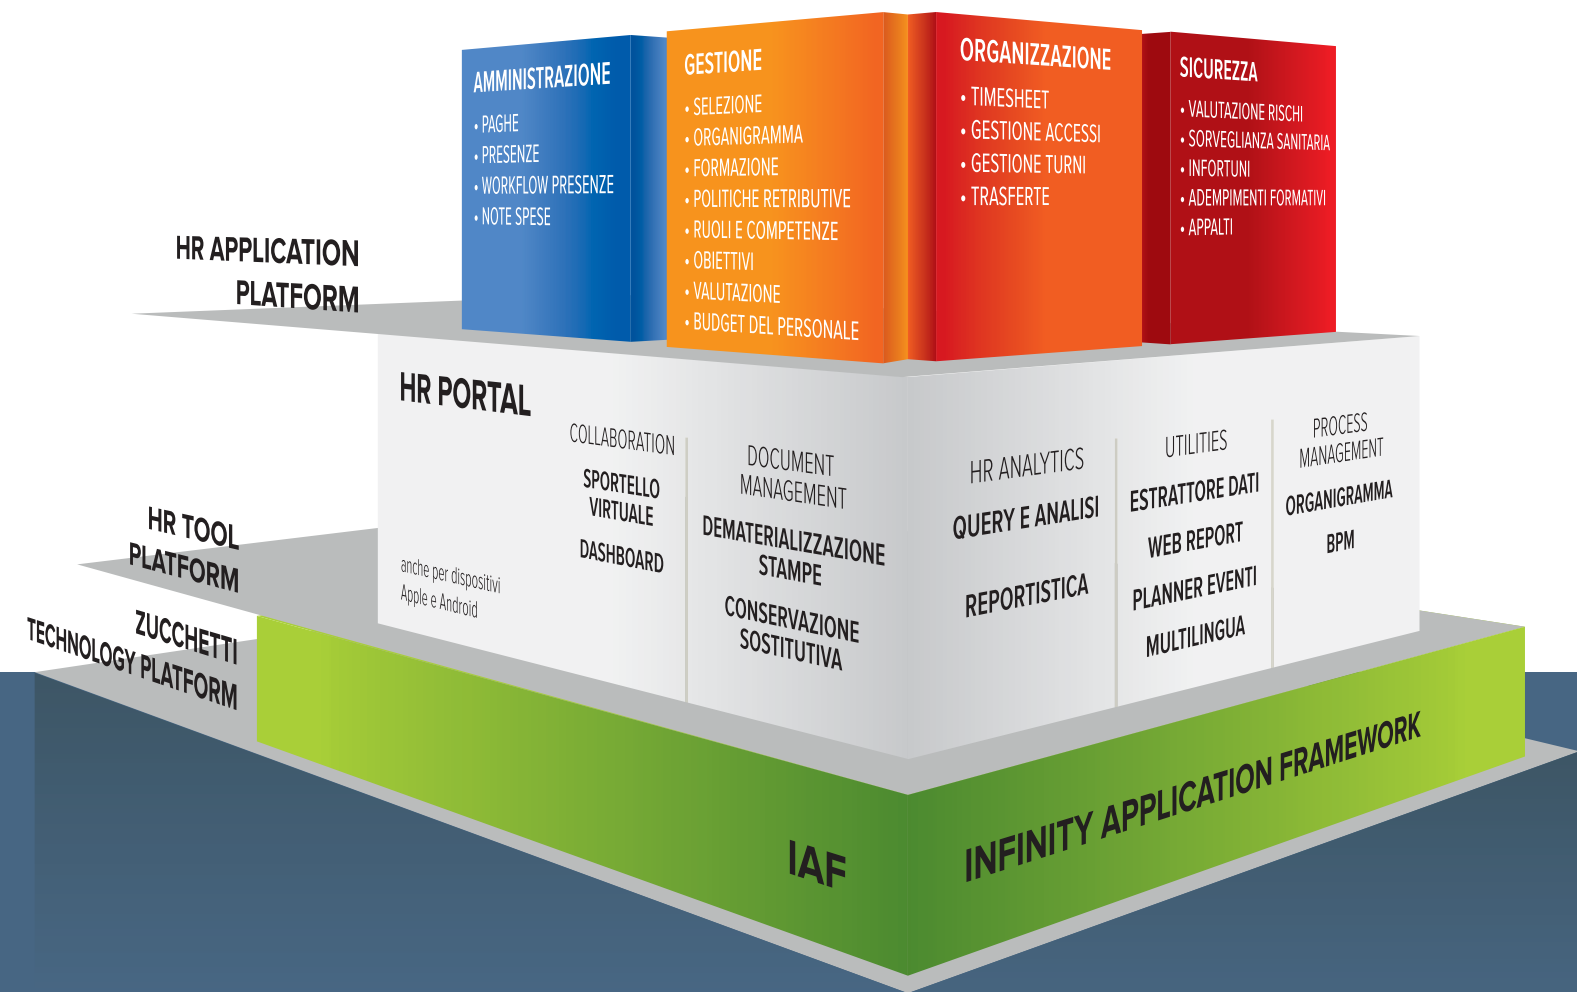 AMMINISTRAZIONE
• PAGHE
• PRESENZE
• WORKFLOW PRESENZE
• NOTE SPESE
GESTIONE
• SELEZIONE
• ORGANIGRAMMA
• FORMAZIONE
• POLITICHE RETRIBUTIVE
• RUOLI E COMPETENZE
• OBIETTIVI
• VALUTAZIONE
• BUDGET DEL PERSONALE
ORGANIZZAZIONE
• TIMESHEET
• GESTIONE ACCESSI
• GESTIONE TURNI
• TRASFERTE
SICUREZZA
• VALUTAZIONE RISCHI
• SORVEGLIANZA SANITARIA
• INFORTUNI
• ADEMPIMENTI FORMATIVI
• APPALTI
HR APPLICATION
PLATFORM
HR PORTAL
anche per dispositivi
Apple e Android
COLLABORATION
SPORTELLO
VIRTUALE
DASHBOARD
DOCUMENT
MANAGEMENT
DEMATERIALIZZAZIONE
STAMPE
CONSERVAZIONE
SOSTITUTIVA
HR ANALYTICS
QUERY E ANALISI
REPORTISTICA
UTILITIES
ESTRATTORE DATI
WEB REPORT
PLANNER EVENTI
MULTILINGUA
PROCESS
MANAGEMENT
ORGANIGRAMMA
BPM
HR TOOL
PLATFORM
ZUCCHETTI
TECHNOLOGY PLATFORM
IAF
INFINITY APPLICATION FRAMEWORK